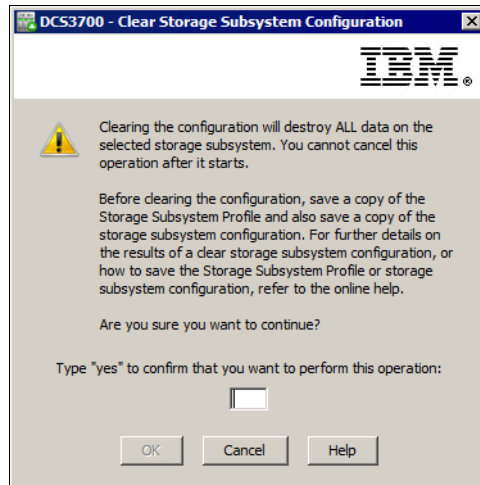 DCS3700 - Clear Storage Subsystem Configuration
IBM®
Clearing the configuration will destroy ALL data on the
selected storage subsystem. You cannot cancel this
operation after it starts.
Before clearing the configuration, save a copy of the
Storage Subsystem Profile and also save a copy of the
storage subsystem configuration. For further details on
the results of a clear storage subsystem configuration, or
how to save the Storage Subsystem Profile or storage
subsystem configuration, refer to the online help.
Are you sure you want to continue?
Type "yes" to confirm that you want to perform this operation:
OK Cancel Help